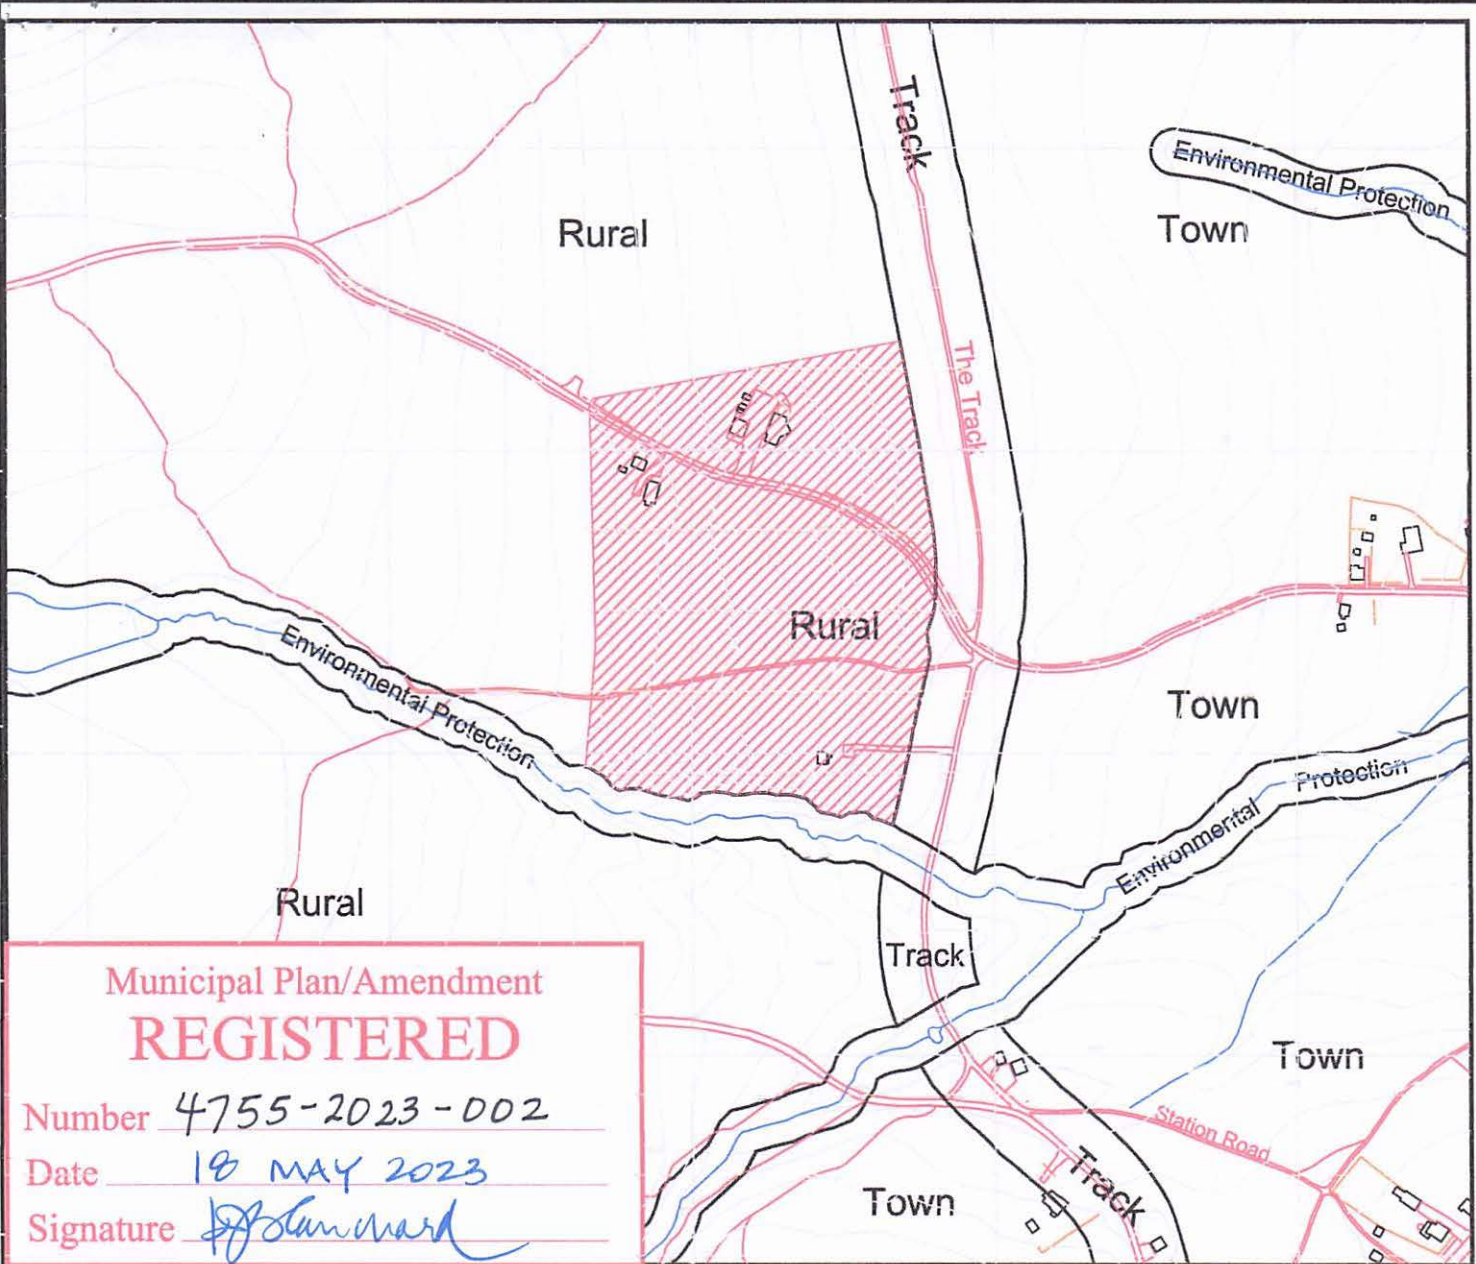 Track
Environmental Protection
Rural
Town
The Track
Rural
Environmental Protection
Town
Environmental Protection
Rural
Track
Town
Station Road
Track
Town
Municipal Plan/Amendment
REGISTERED
Number 4755-2023-002
Date 18 MAY 2023
Signature